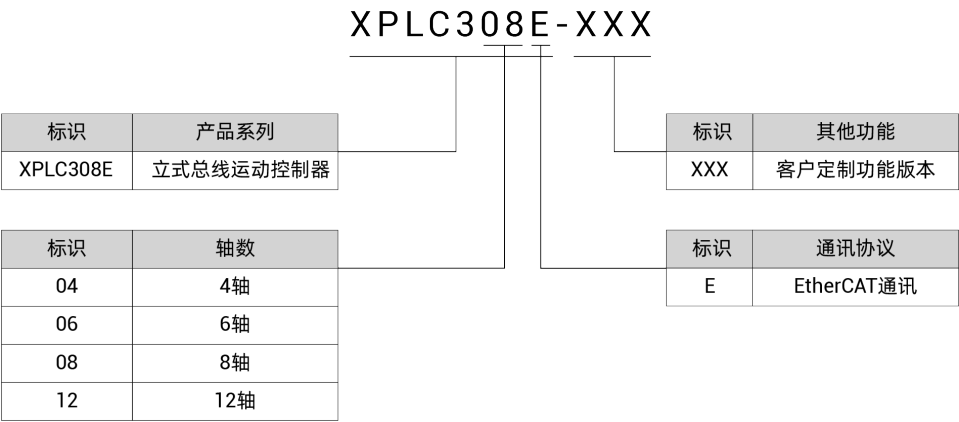 XPLC308E-XXX
标识 产品系列
XPLC308E 立式总线运动控制器
标识 其他功能
XXX 客户定制功能版本
标识 轴数
04 4轴
06 6轴
08 8轴
12 12轴
标识 通讯协议
E EtherCAT通讯